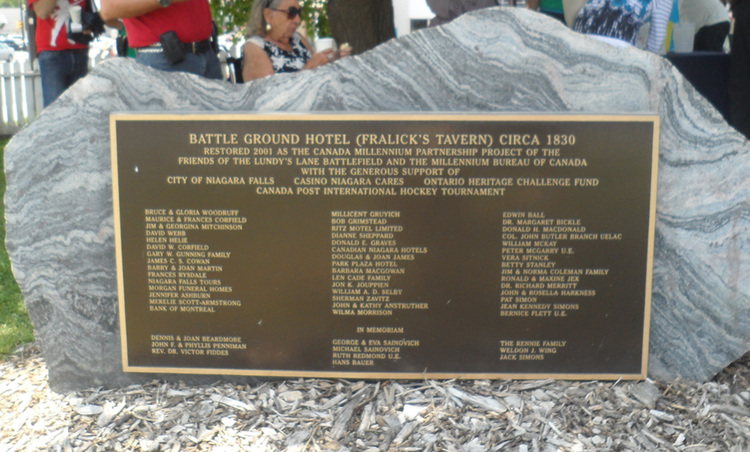 BATTLE GROUND HOTEL (FRALICK'S TAVERN) CIRCA 1830
RESTORED 2001 AS THE CANADA MILLENNIUM PARTNERSHIP PROJECT OF THE
FRIENDS OF THE LUNDY'S LANE BATTLEFIELD AND THE MILLENNIUM BUREAU OF CANADA
WITH THE GENEROUS SUPPORT OF
CITY OF NIAGARA FALLS CASINO NIAGARA CARES ONTARIO HERITAGE CHALLENGE FUND
CANADA POST INTERNATIONAL HOCKEY TOURNAMENT
BRUCE & GLORIA WOODRUFF
MAURICE & FRANCES CORFIELD
JIM & GEORGINA MITCHINSON
DAVID WEBB
HELEN HELIE
DAVID W. CORFIELD
GARY W. GUNNING FAMILY
JAMES C. S. COWAN
BARRY & JOAN MARTIN
FRANCES RYSDALE
NIAGARA FALLS TOURS
MORGAN FUNERAL HOMES
JENNIFER ASHBURN
MERELIE SCOTT-ARMSTRONG
BANK OF MONTREAL
MILLICENT GRUYICH
BOB GRIMSTEAD
RITZ MOTEL LIMITED
DIANNE SHEPPARD
DONALD E. GRAVES
CANADIAN NIAGARA HOTELS
DOUGLAS & JOAN JAMES
PARK PLAZA HOTEL
BARBARA MACGOWAN
LEN CADE FAMILY
JON K. JOUPPIEN
WILLIAM A. D. SELBY
SHERMAN ZAVITZ
JOHN & KATHY ANSTRUTHER
WILMA MORRISON
EDWIN BALL
DR. MARGARET BICKLE
DONALD H. MACDONALD
COL. JOHN BUTLER BRANCH UELAC
WILLIAM MCKAY
PETER MCGARRY U.E.
VERA SITNICK
BETTY STANLEY
JIM & NORMA COLEMAN FAMILY
RONALD & MAXINE JEX
DR. RICHARD MERRITT
JOHN & ROSELLA HARKNESS
PAT SIMON
JEAN KENNEDY SIMONS
BERNICE FLETT U.E.
IN MEMORIAM
DENNIS & JOAN BEARDMORE
JOHN F. & PHYLLIS PENNIMAN
REV. DR. VICTOR FIDDES
GEORGE & EVA SAINOVICH
MICHAEL SAINOVICH
RUTH REDMOND U.E.
HANS BAUER
THE RENNIE FAMILY
WELDON J. WING
JACK SIMONS